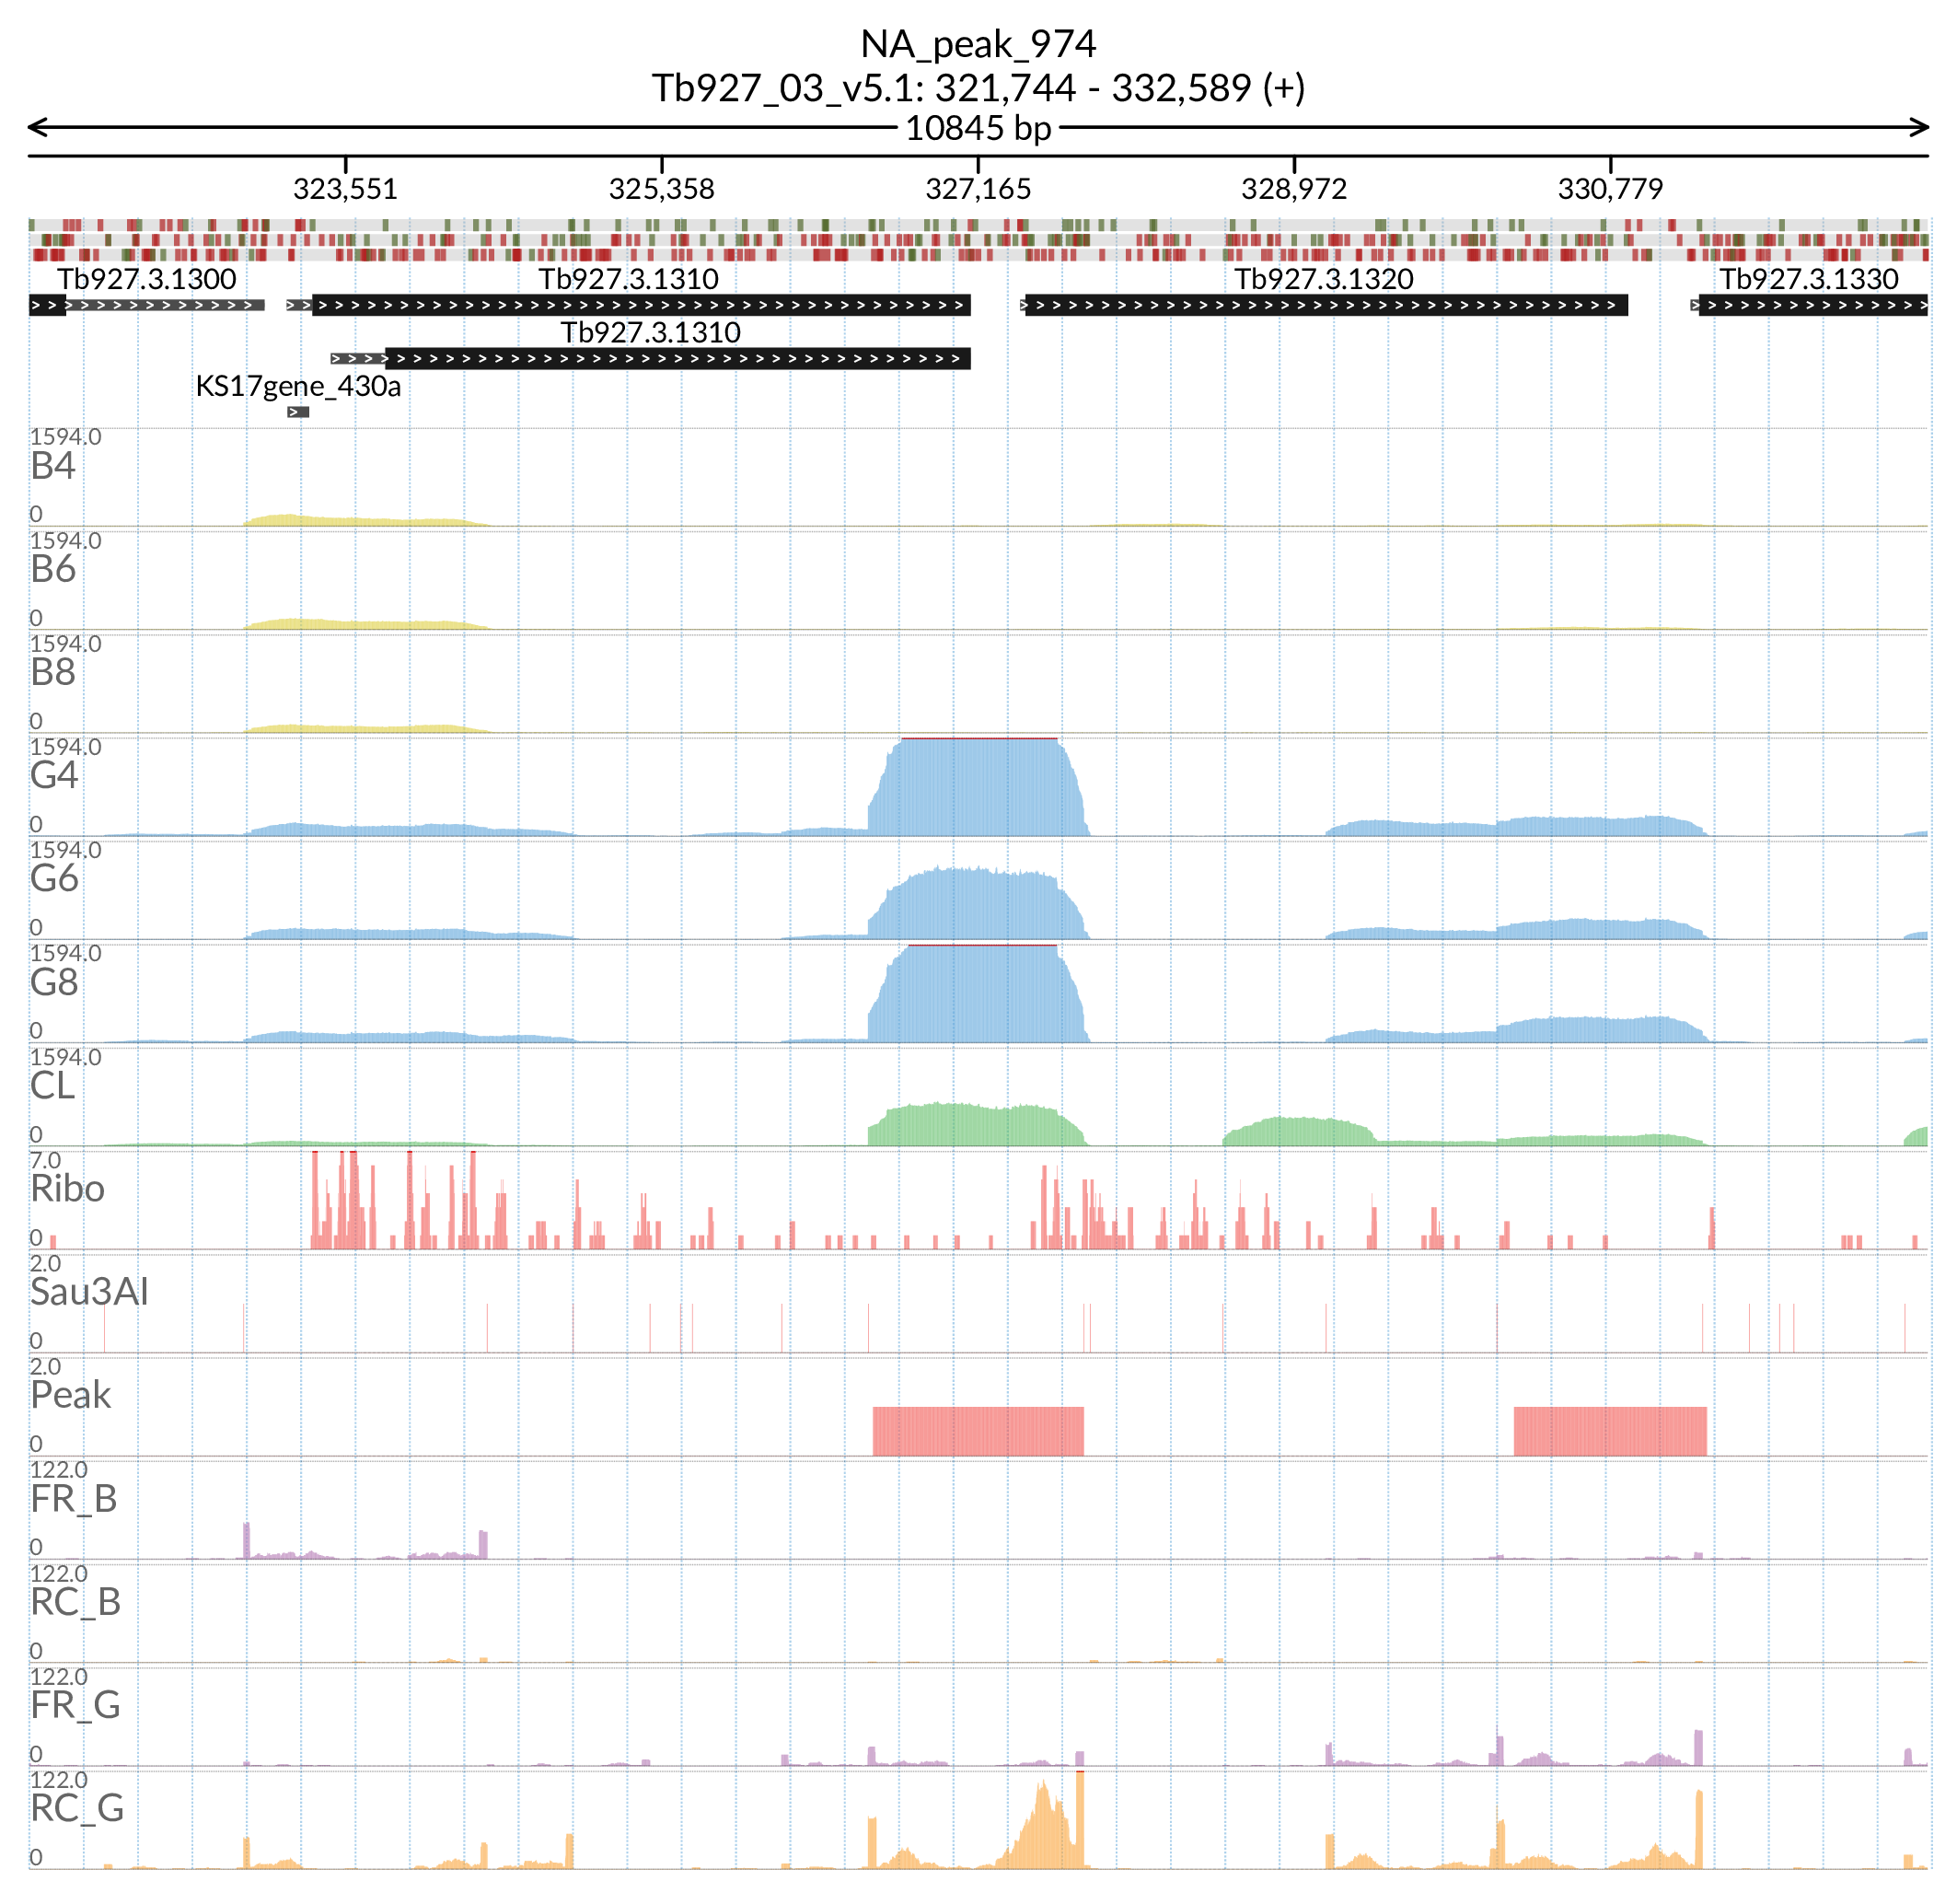 NA_peak_974
Tb927_03_v5.1: 321,744 - 332,589 (+)
10845 bp
323,551 325,358 327,165 328,972 330,779
Tb927.3.1300 Tb927.3.1310 Tb927.3.1320 Tb927.3.1330
Tb927.3.1310
KS17gene_430a
1594.0
B4
0
1594.0
B6
0
1594.0
B8
0
1594.0
G4
0
1594.0
G6
0
1594.0
G8
0
1594.0
CL
0
7.0
Ribo
0
2.0
Sau3AI
0
2.0
Peak
0
122.0
FR_B
0
122.0
RC_B
0
122.0
FR_G
0
122.0
RC_G
0